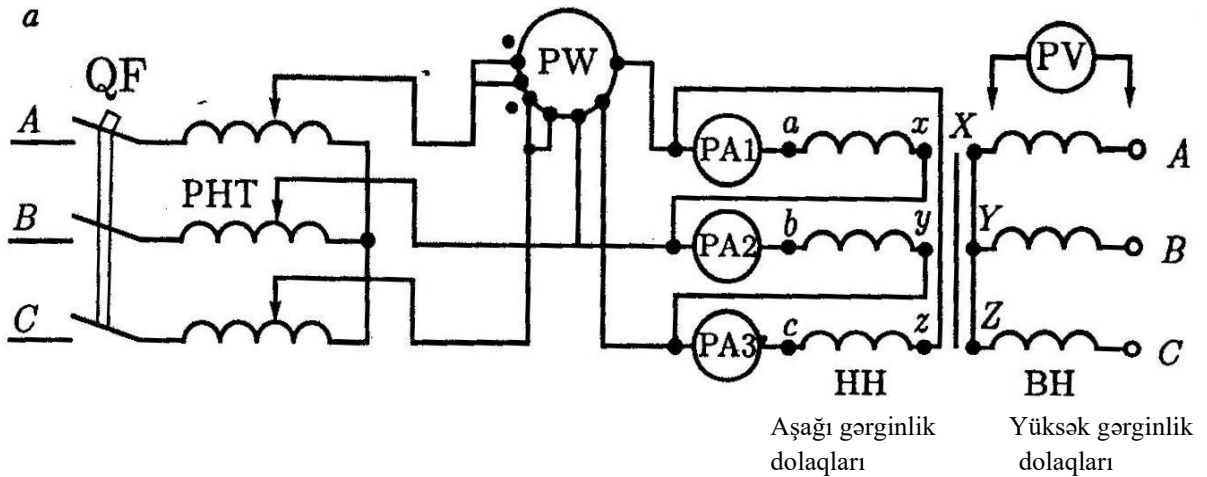 a
QF
PW
PV
A
PHT
B
C
PA1
a
x
X
A
PA2
b
y
Y
B
PA3
c
z
Z
C
HH
BH
Aşağı gərginlik
dolaqları
Yüksək gərginlik
dolaqları